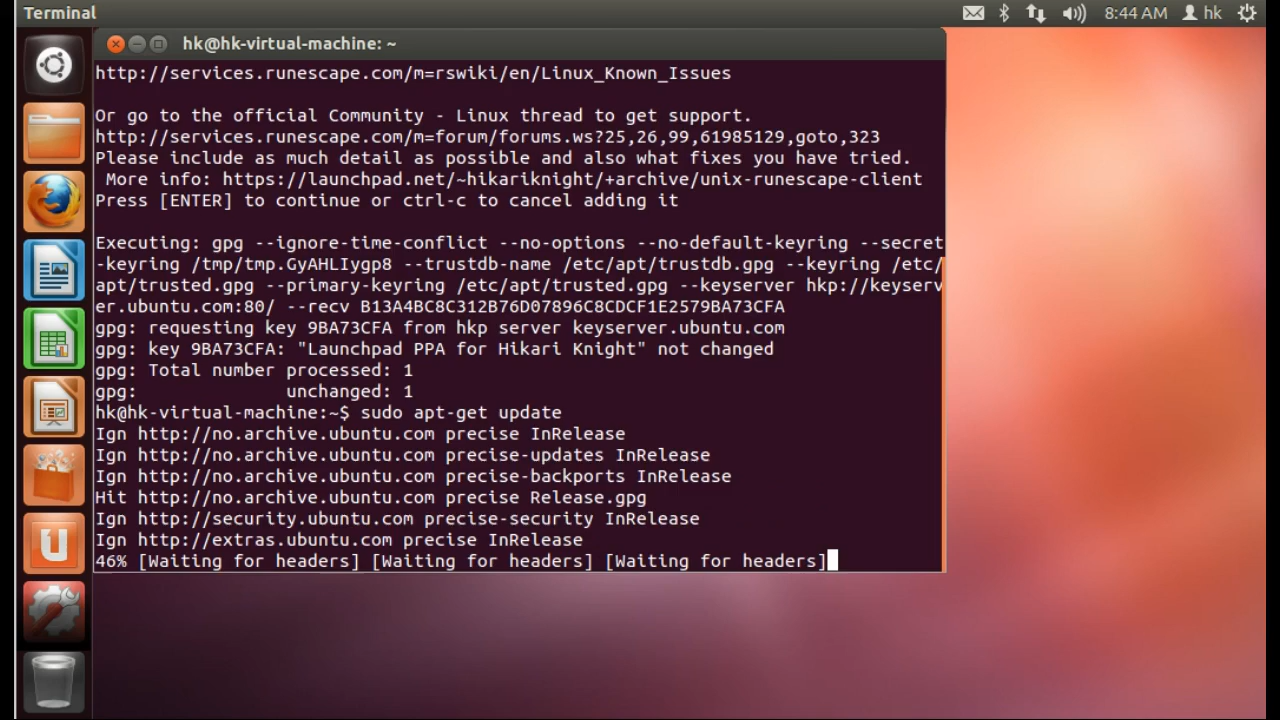 Terminal
8:44 AM hk
hk@hk-virtual-machine: ~
http://services.runescape.com/m=rswiki/en/Linux_Known_Issues
Or go to the official Community - Linux thread to get support.
http://services.runescape.com/m=forum/forums.ws?25,26,99,61985129,goto,323
Please include as much detail as possible and also what fixes you have tried.
More info: https://launchpad.net/~hikariknight/+archive/unix-runescape-client
Press [ENTER] to continue or ctrl-c to cancel adding it
Executing: gpg --ignore-time-conflict --no-options --no-default-keyring --secret
-keyring /tmp/tmp.GyAHLIygp8 --trustdb-name /etc/apt/trustdb.gpg --keyring /etc/
apt/trusted.gpg --primary-keyring /etc/apt/trusted.gpg --keyserver hkp://keyserv
er.ubuntu.com:80/ --recv B13A4BC8C312B76D07896C8CDCF1E2579BA73CFA
gpg: requesting key 9BA73CFA from hkp server keyserver.ubuntu.com
gpg: key 9BA73CFA: "Launchpad PPA for Hikari Knight" not changed
gpg: Total number processed: 1
gpg:              unchanged: 1
hk@hk-virtual-machine:~$ sudo apt-get update
Ign http://no.archive.ubuntu.com precise InRelease
Ign http://no.archive.ubuntu.com precise-updates InRelease
Ign http://no.archive.ubuntu.com precise-backports InRelease
Hit http://no.archive.ubuntu.com precise Release.gpg
Ign http://security.ubuntu.com precise-security InRelease
Ign http://extras.ubuntu.com precise InRelease
46% [Waiting for headers] [Waiting for headers] [Waiting for headers]